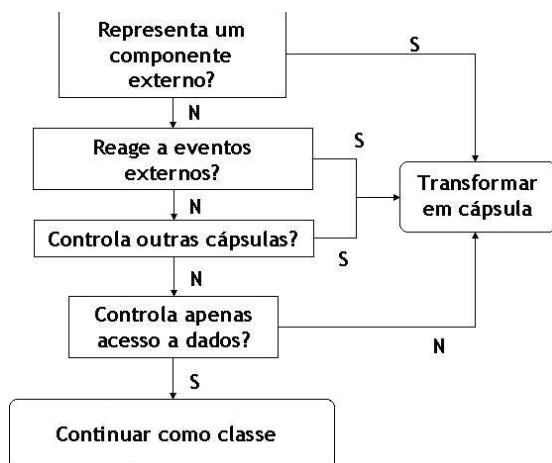 Representa um
componente
externo?
S
N
Reage a eventos
externos?
S
Transformar
em cápsula
N
Controla outras cápsulas?
S
N
Controla apenas
acesso a dados?
N
S
Continuar como classe